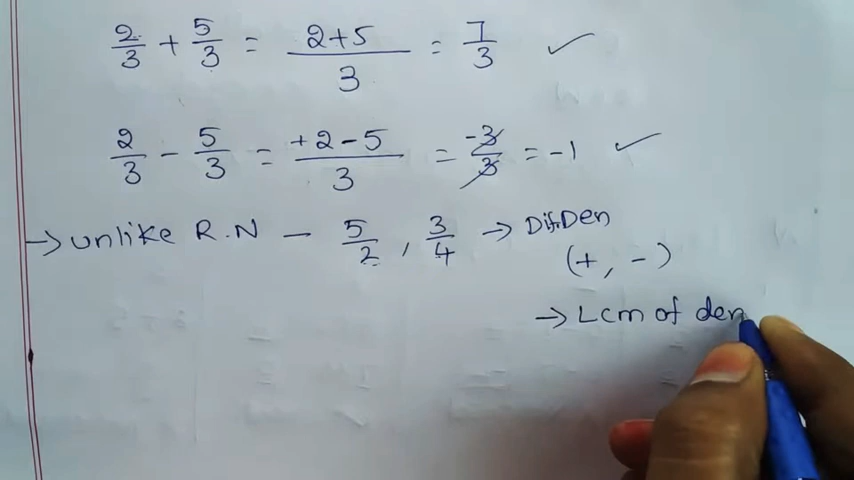 2/3 + 5/3 = 2+5/3 = 7/3 ✓
2/3 - 5/3 = +2-5/3 = -3/3 = -1 ✓
→ unlike R.N - 5/2 , 3/4 → Dif.Den
(+, -)
→ Lcm of den